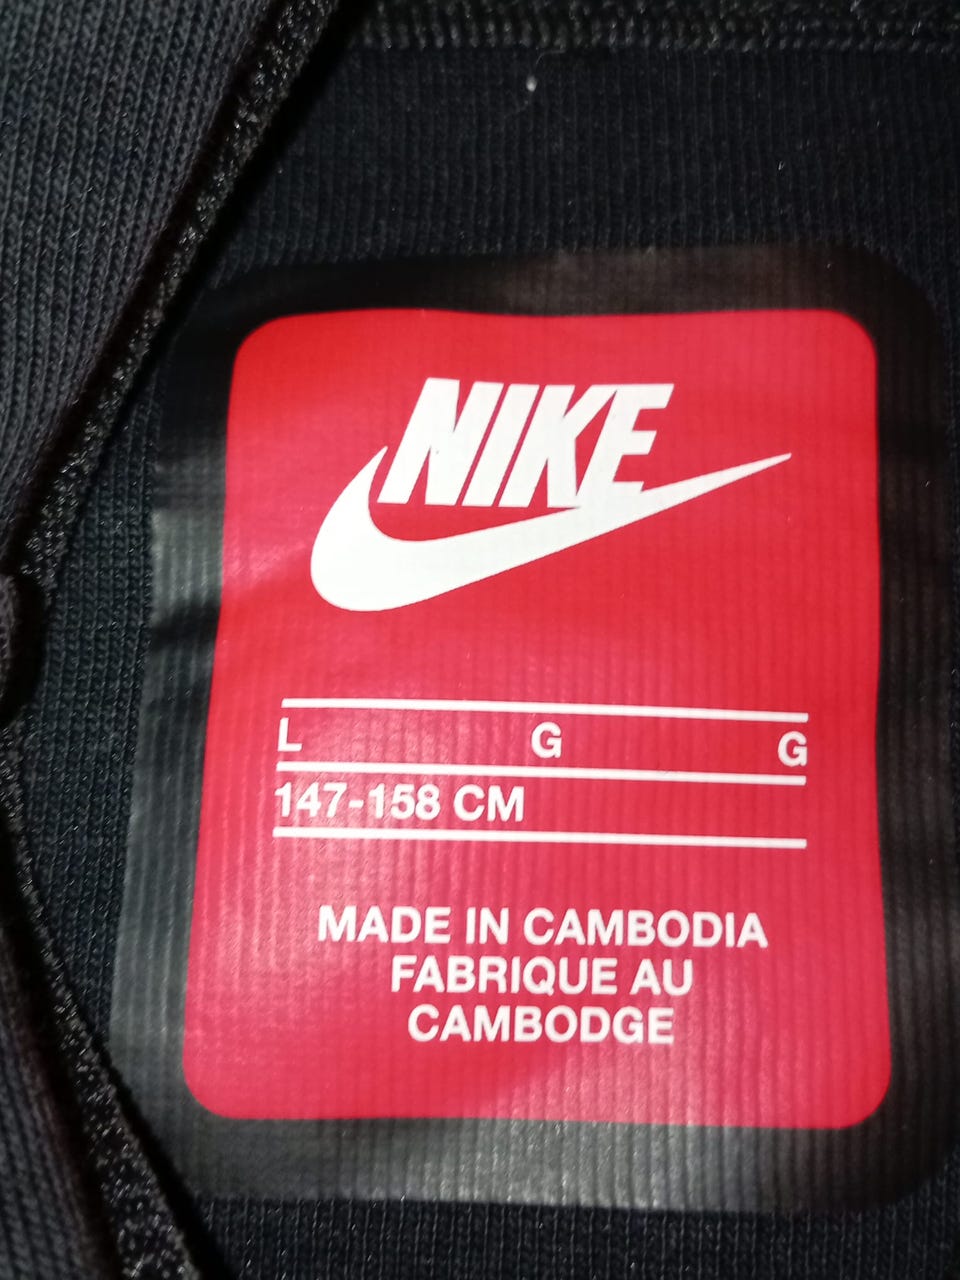 NIKE
L G G
147-158 CM
MADE IN CAMBODIA
FABRIQUE AU
CAMBODGE